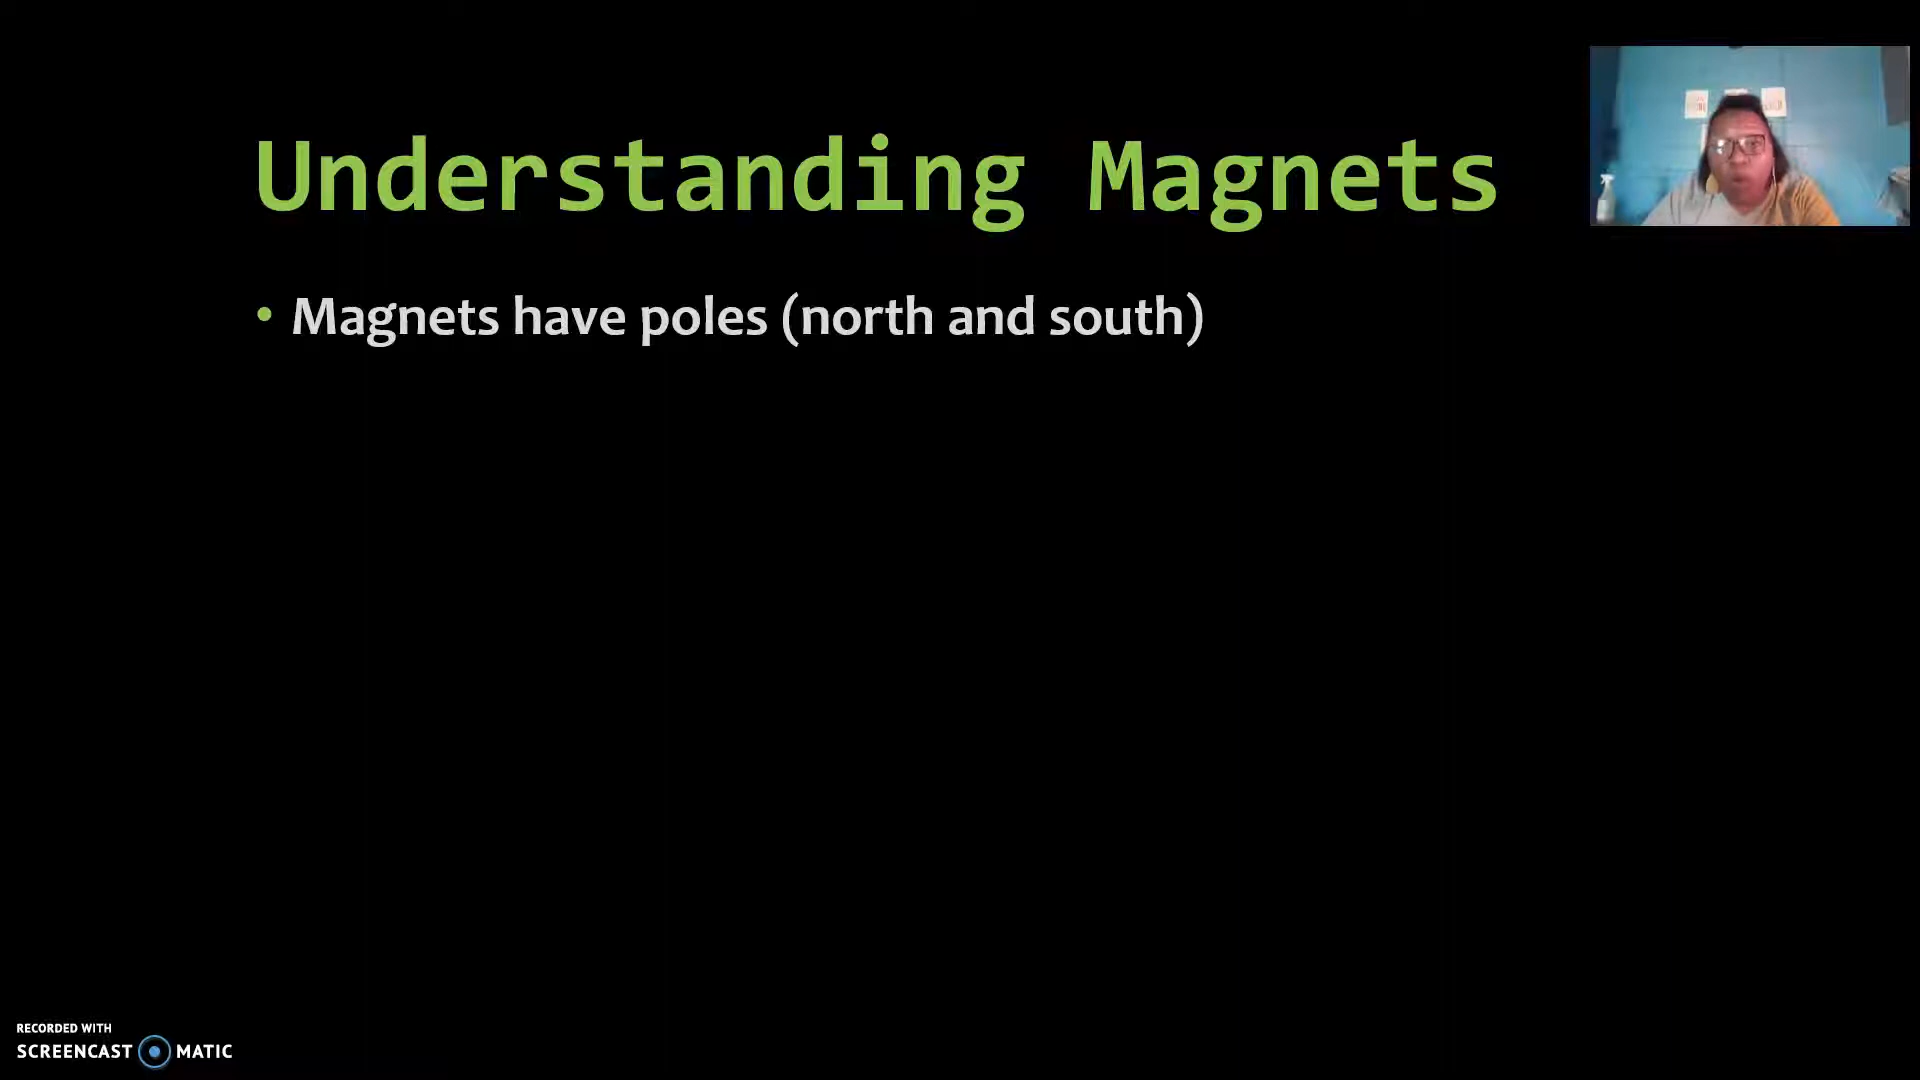 Understanding Magnets
• Magnets have poles (north and south)
RECORDED WITH
SCREENCAST MATIC